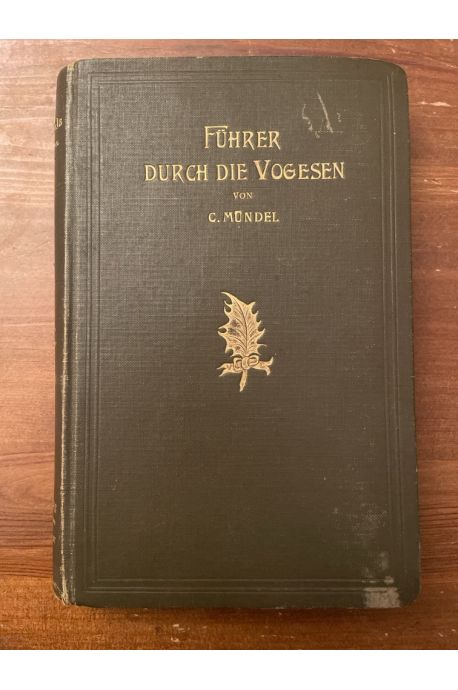 FÜHRER
DURCH DIE VOGESEN
VON
C. MÜNDEL